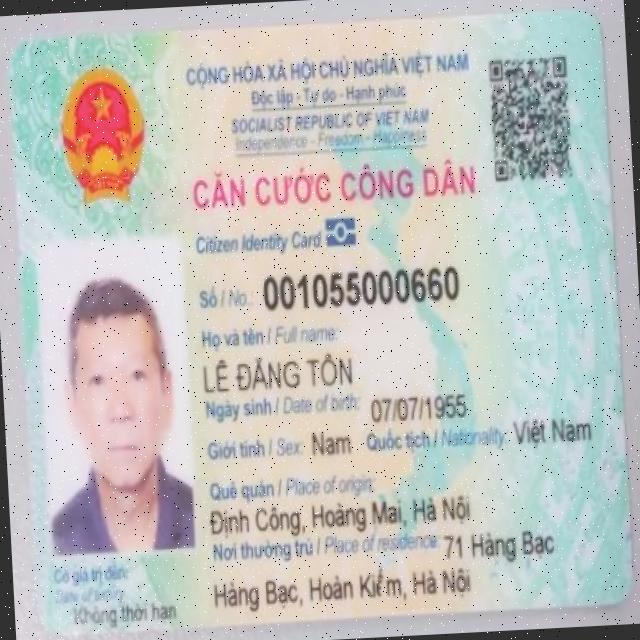 CỘNG HÒA XÃ HỘI CHỦ NGHĨA VIỆT NAM
Độc lập - Tự do - Hạnh phúc
SOCIALIST REPUBLIC OF VIET NAM
Independence - Freedom - Happiness
CĂN CƯỚC CÔNG DÂN
Citizen Identity Card
Số / No.: 001055000660
Họ và tên / Full name:
LÊ ĐĂNG TÔN
Ngày sinh / Date of birth: 07/07/1955
Giới tính / Sex: Nam Quốc tịch / Nationality: Việt Nam
Quê quán / Place of origin:
Định Công, Hoàng Mai, Hà Nội
Nơi thường trú / Place of residence: 71 Hàng Bạc
Hàng Bạc, Hoàn Kiếm, Hà Nội
Có giá trị đến:
Date of expiry:
Không thời hạn